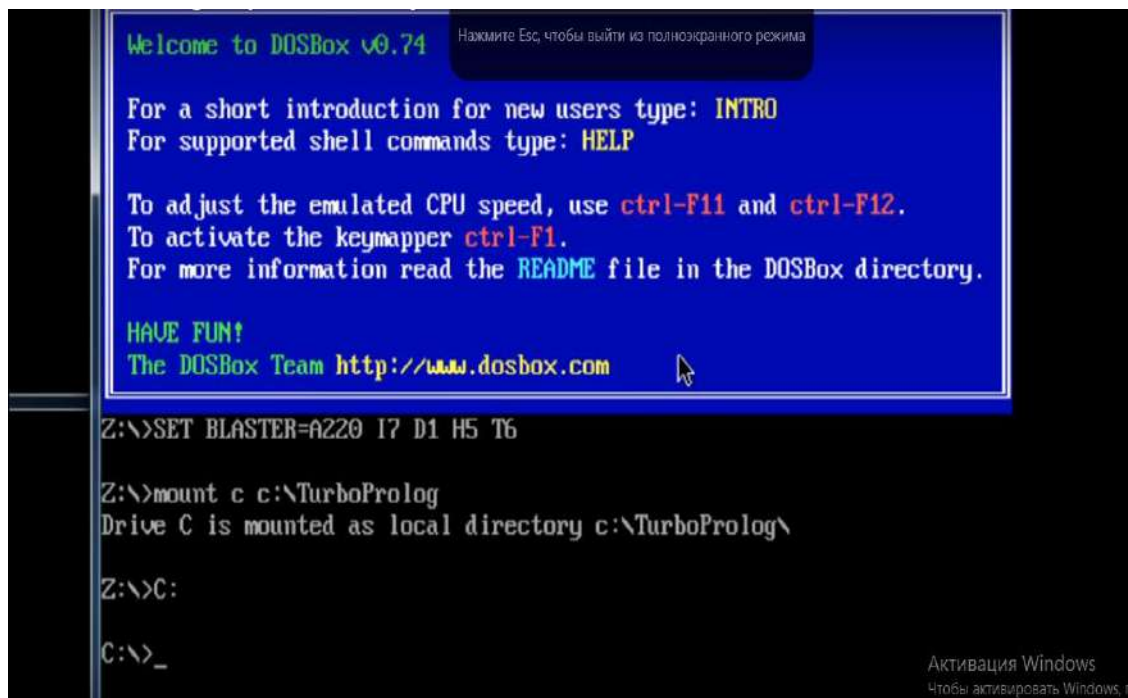 Нажмите Esc, чтобы выйти из полноэкранного режима
Welcome to DOSBox v0.74
For a short introduction for new users type: INTRO
For supported shell commands type: HELP
To adjust the emulated CPU speed, use ctrl-F11 and ctrl-F12.
To activate the keymapper ctrl-F1.
For more information read the README file in the DOSBox directory.
HAVE FUN!
The DOSBox Team http://www.dosbox.com
Z:\>SET BLASTER=A220 I7 D1 H5 T6
Z:\>mount c c:\TurboProlog
Drive C is mounted as local directory c:\TurboProlog\
Z:\>C:
C:\>_
Активация Windows
Чтобы активировать Windows,